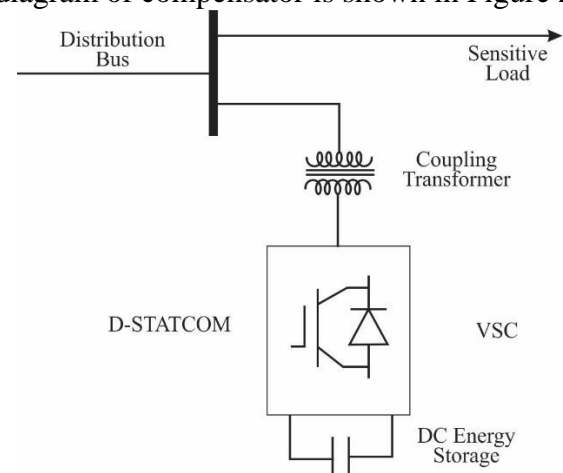 diagram of compensator is shown in Figure
Distribution
Bus
Sensitive
Load
Coupling
Transformer
D-STATCOM
VSC
DC Energy
Storage